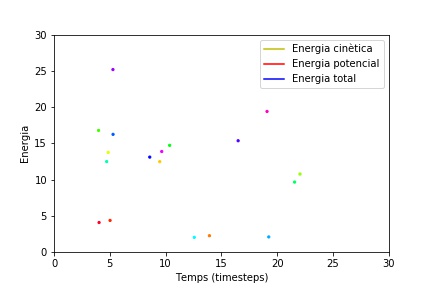 30
25
20
15
10
5
0
Energia
Energia cinètica
Energia potencial
Energia total
0 5 10 15 20 25 30
Temps (timesteps)